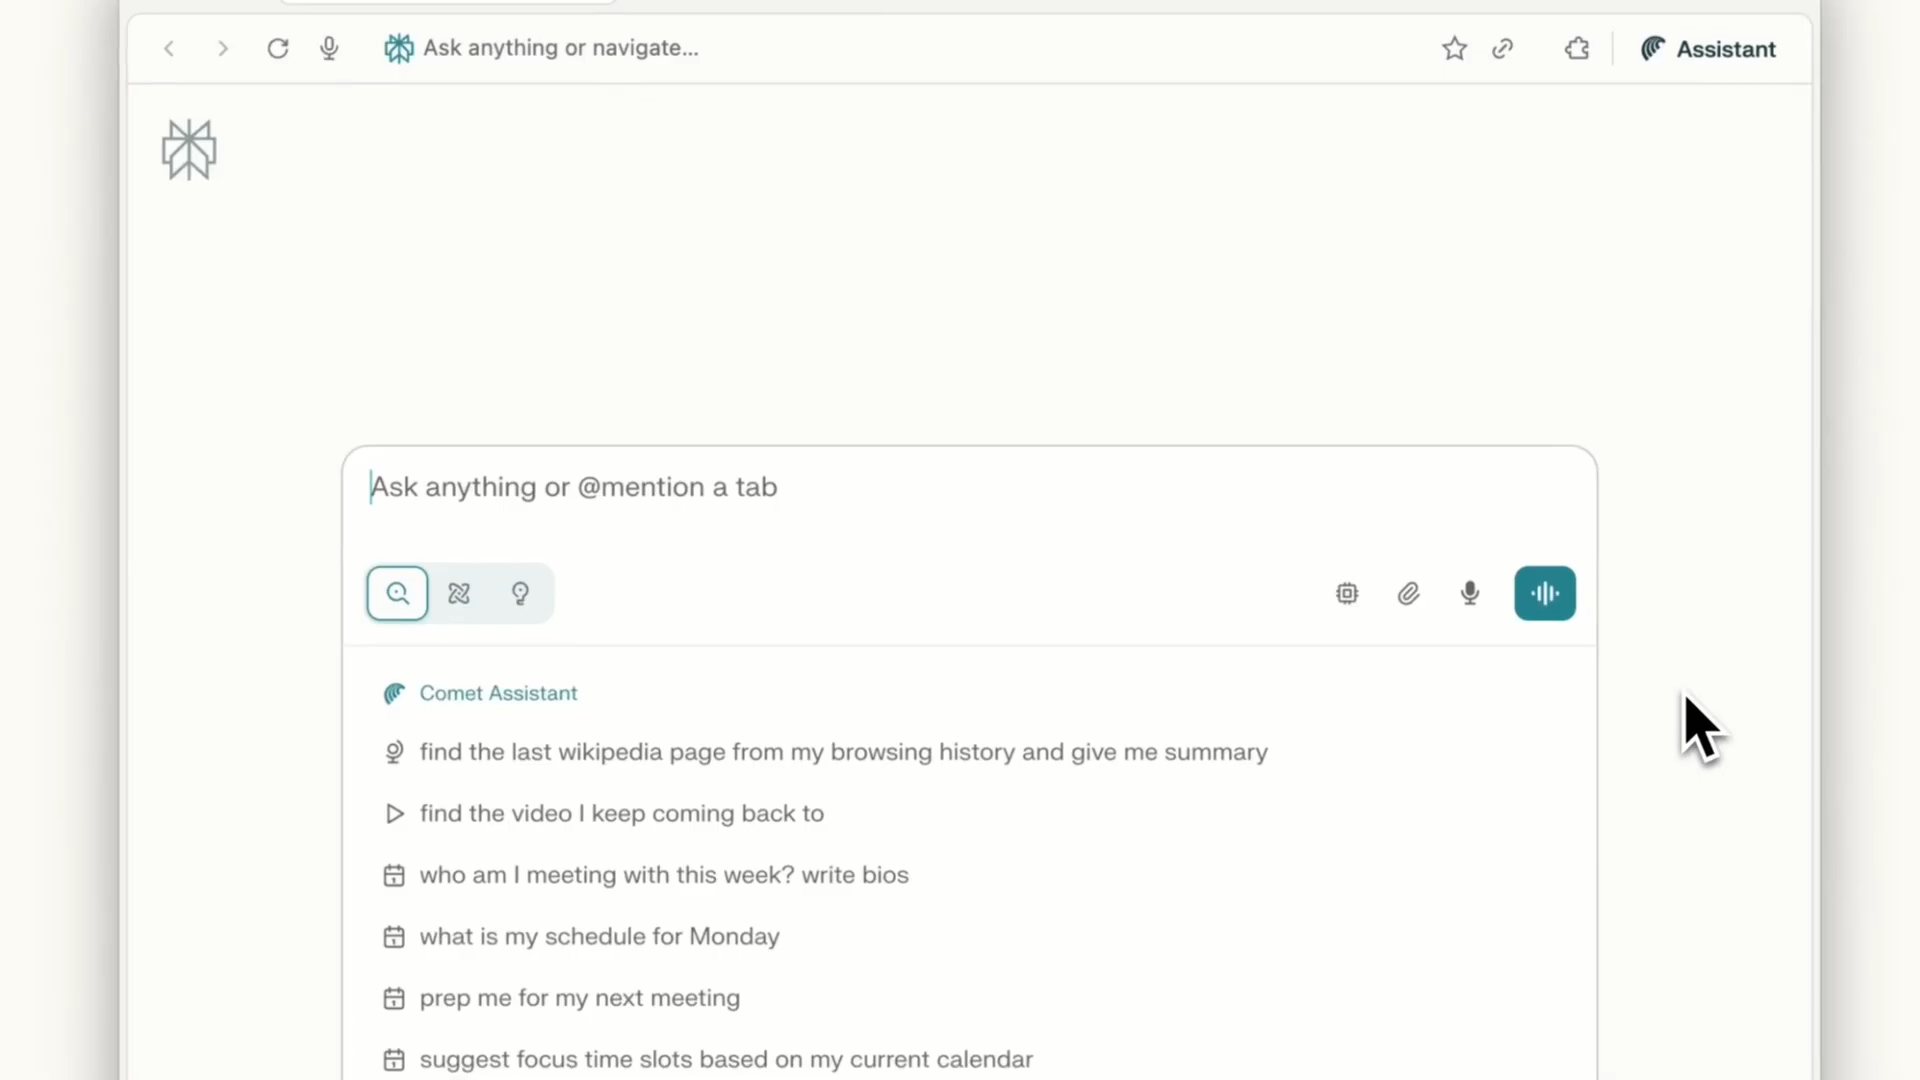 Ask anything or navigate...
Assistant
Ask anything or @mention a tab
Comet Assistant
find the last wikipedia page from my browsing history and give me summary
find the video I keep coming back to
who am I meeting with this week? write bios
what is my schedule for Monday
prep me for my next meeting
suggest focus time slots based on my current calendar